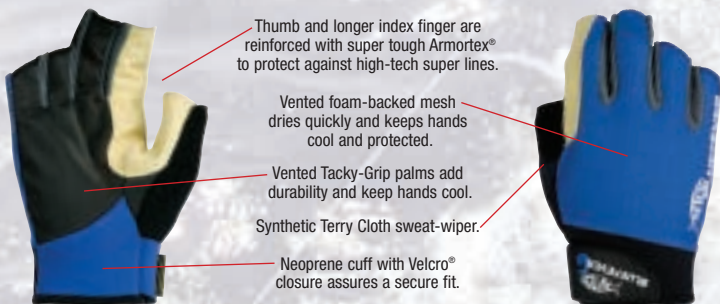 Thumb and longer index finger are
reinforced with super tough Armortex®
to protect against high-tech super lines.
Vented foam-backed mesh
dries quickly and keeps hands
cool and protected.
Vented Tacky-Grip palms add
durability and keep hands cool.
Synthetic Terry Cloth sweat-wiper.
Neoprene cuff with Velcro®
closure assures a secure fit.